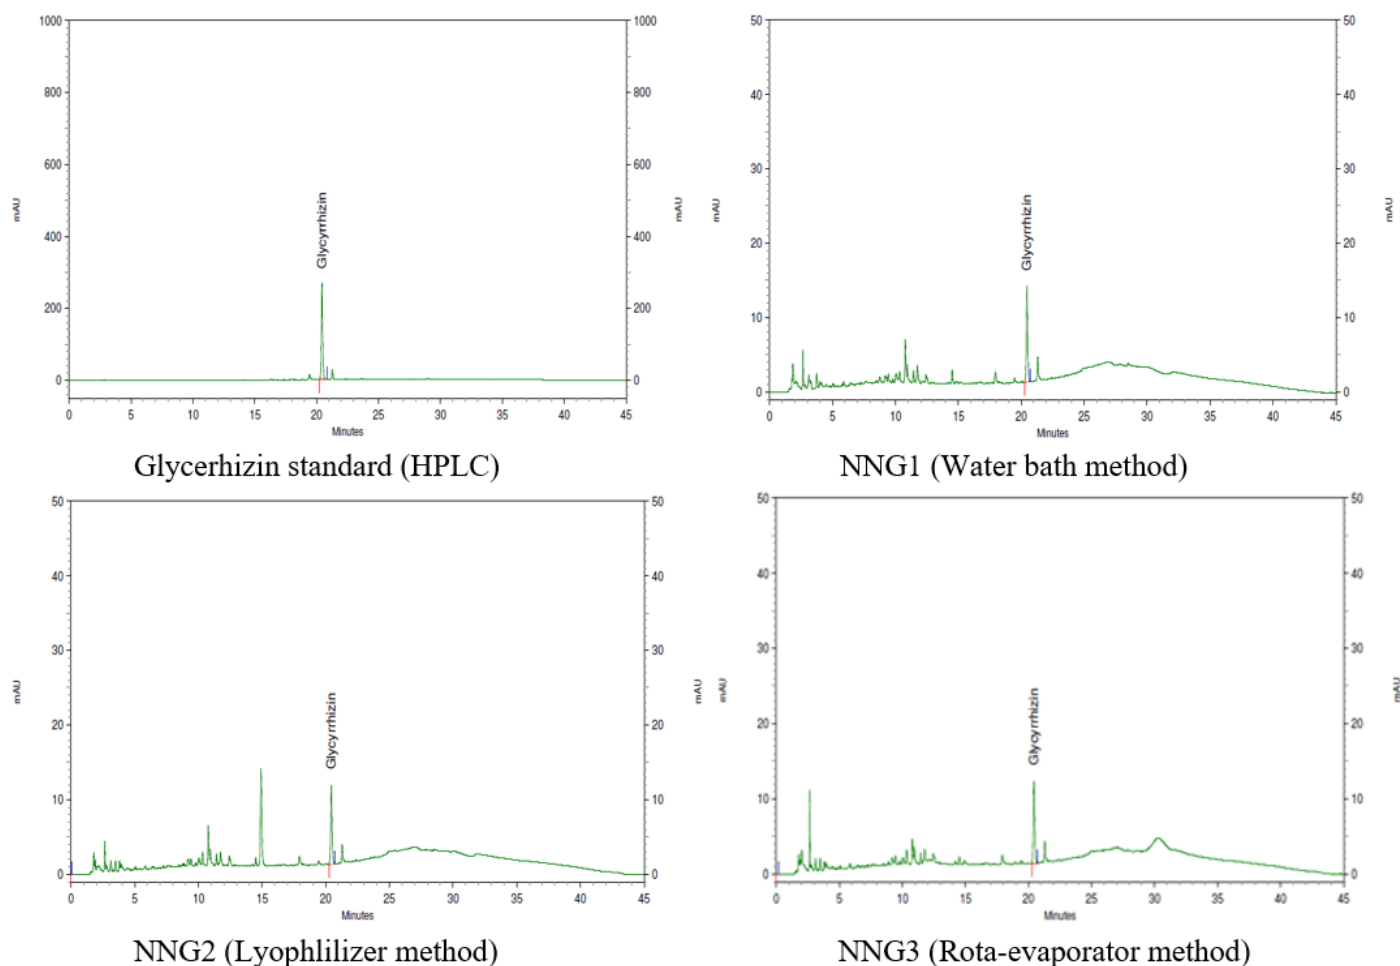 1000
800
600
400
200
0
mAU
Glycyrrhizin
1000
800
600
400
200
0
mAU
0 5 10 15 20 25 30 35 40 45
Minutes
Glycerhizin standard (HPLC)
50
40
30
20
10
0
mAU
Glycyrrhizin
50
40
30
20
10
0
mAU
0 5 10 15 20 25 30 35 40 45
Minutes
NNG1 (Water bath method)
50
40
30
20
10
0
mAU
Glycyrrhizin
50
40
30
20
10
0
mAU
0 5 10 15 20 25 30 35 40 45
Minutes
NNG2 (Lyophlilizer method)
50
40
30
20
10
0
mAU
Glycyrrhizin
50
40
30
20
10
0
mAU
0 5 10 15 20 25 30 35 40 45
Minutes
NNG3 (Rota-evaporator method)